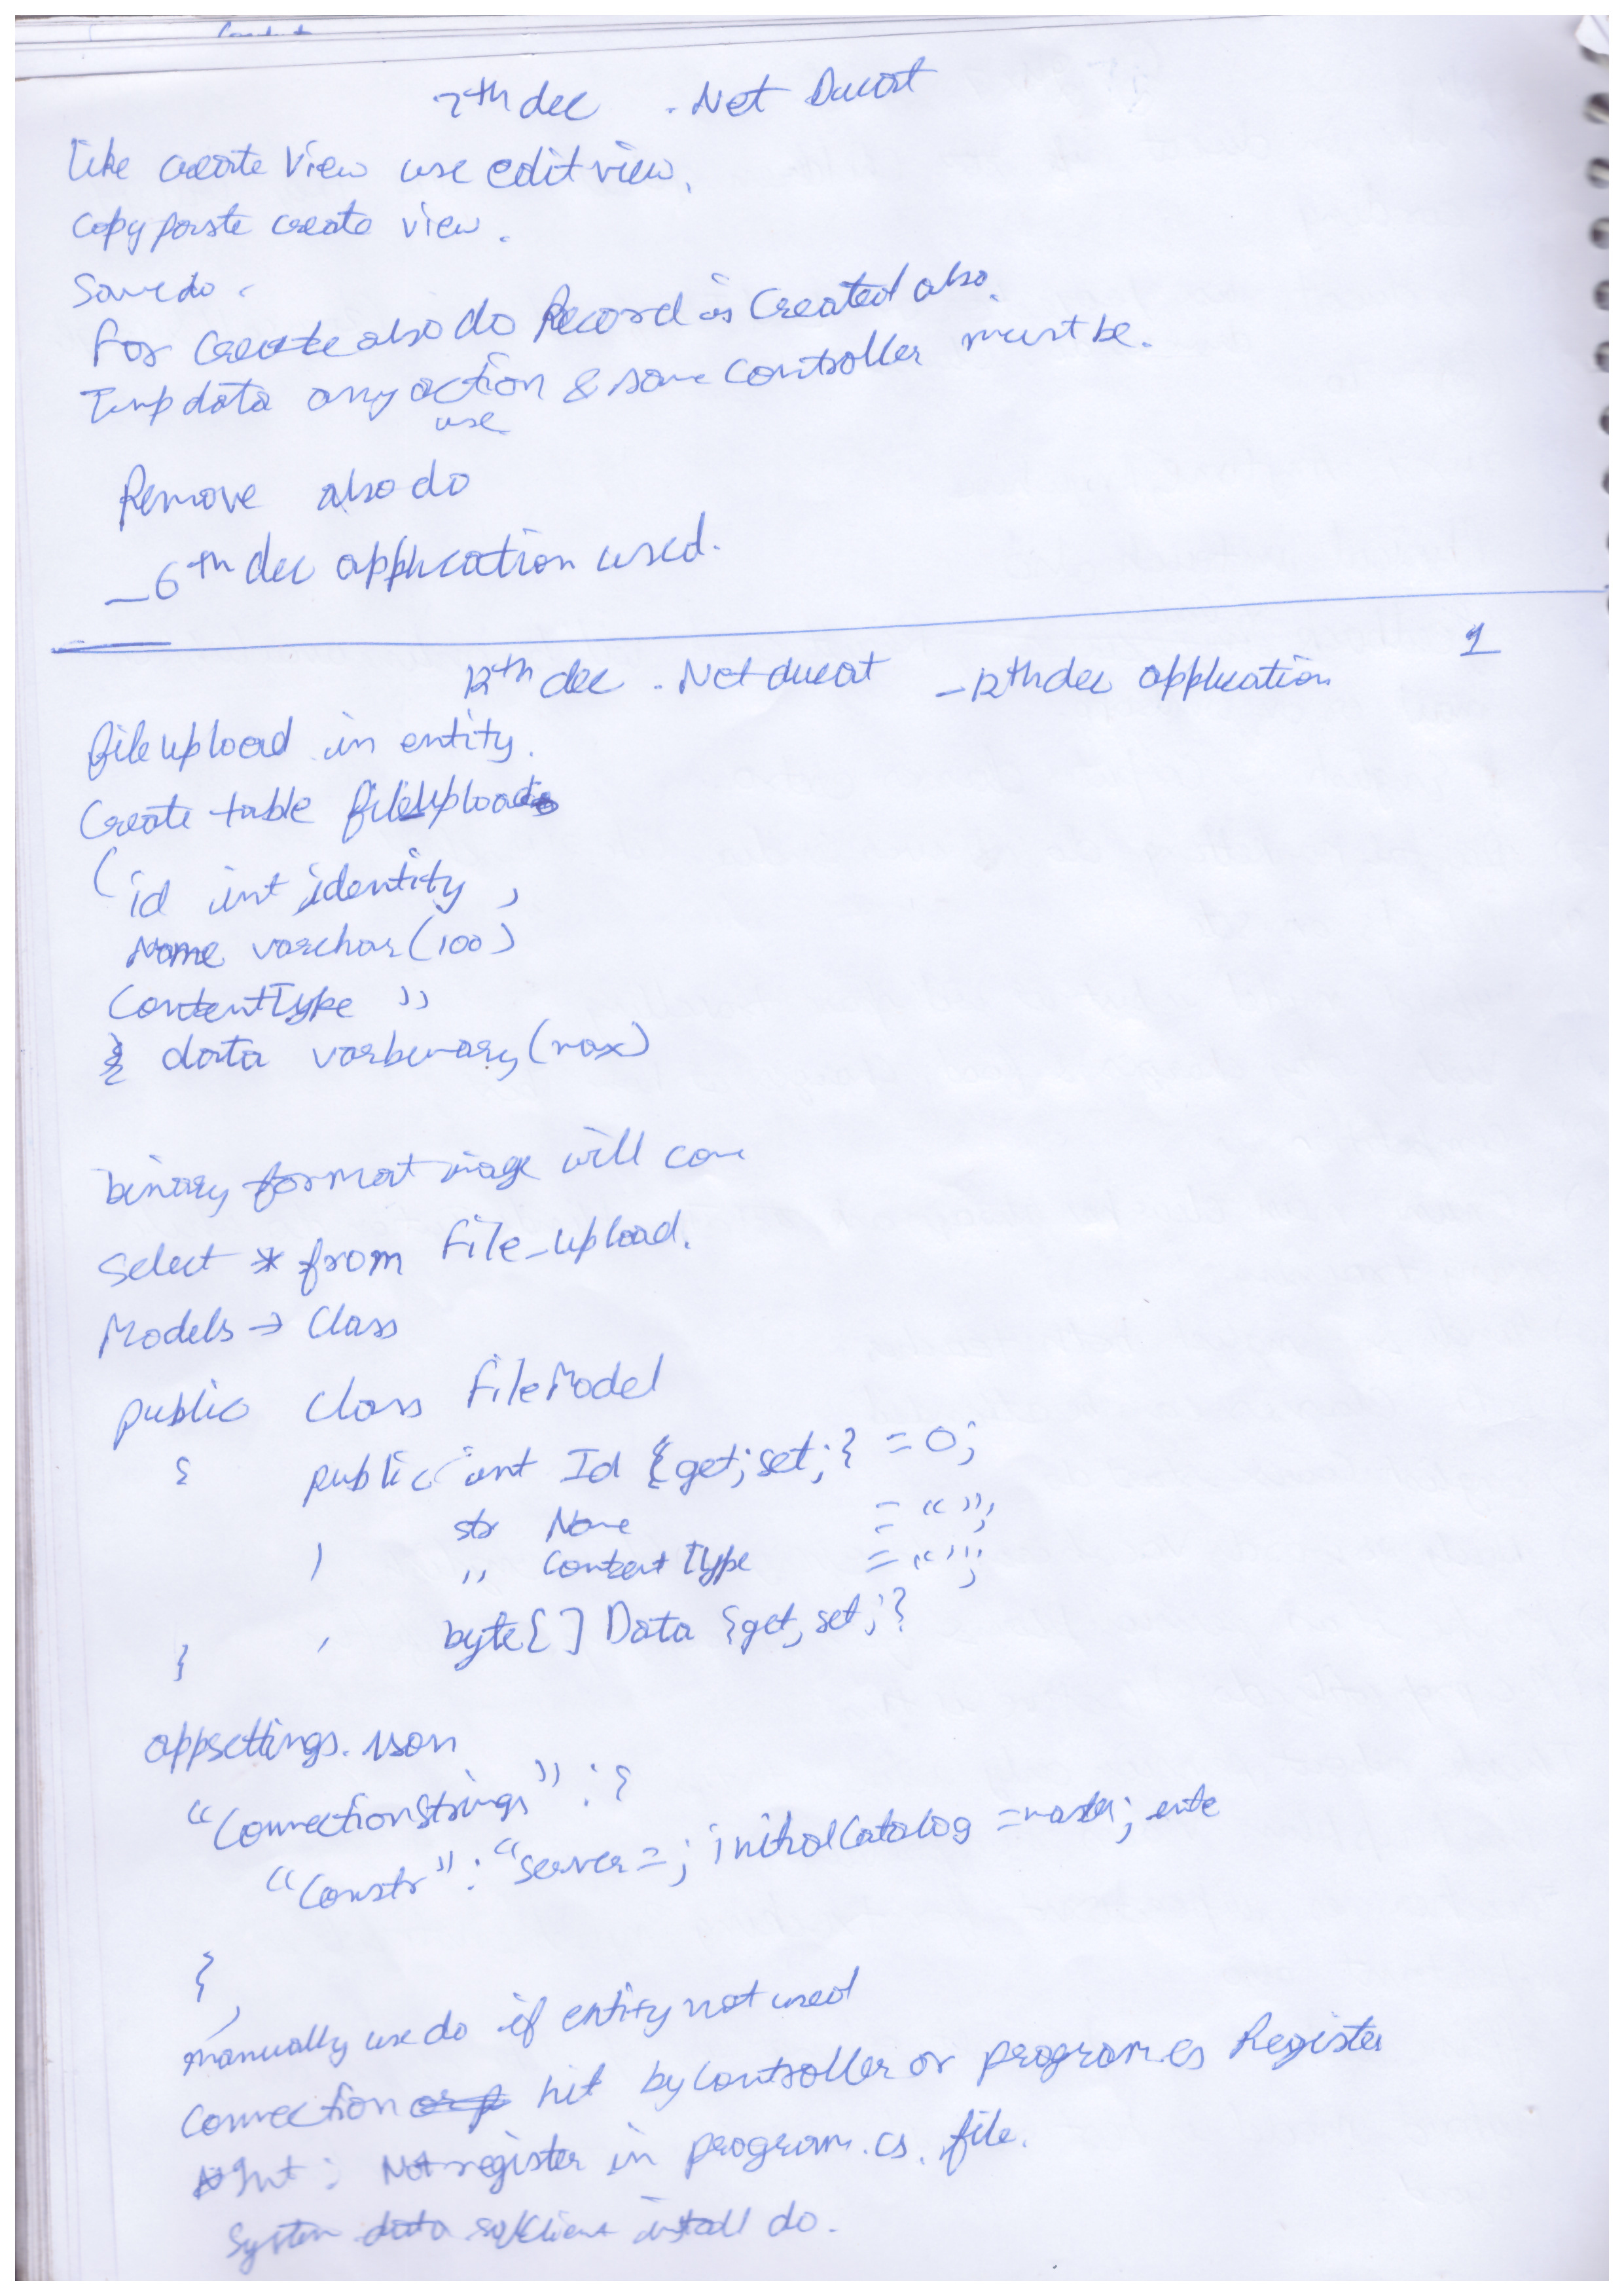 7th dec .Net Ducat
like create View use edit view.
Copy paste create view.
Save do.
For Create also do Record is Created also.
Temp data any action & same controller must be.
use
Remove also do
_6th dec application used.
1
12th dec .Net ducat _12th dec application
file upload in entity.
Create table fileUploads
(id int identity,
Name varchar(100)
ContentType "
} data varbinary(max)
binary format image will come
Select * from File_upload.
Models → Class
public class FileModel
{ public int Id {get;set;} = 0;
str Name = "";
" Content Type = "";
byte[] Data {get,set;}
}
appsettings.json
"ConnectionStrings" : {
"Constr" : "server=; initialCatalog =master; inte
}
manually use do if entity not used
Connection hit by controller or program.cs Register
Int : Not register in program.cs. file.
System data sqlClient install do.